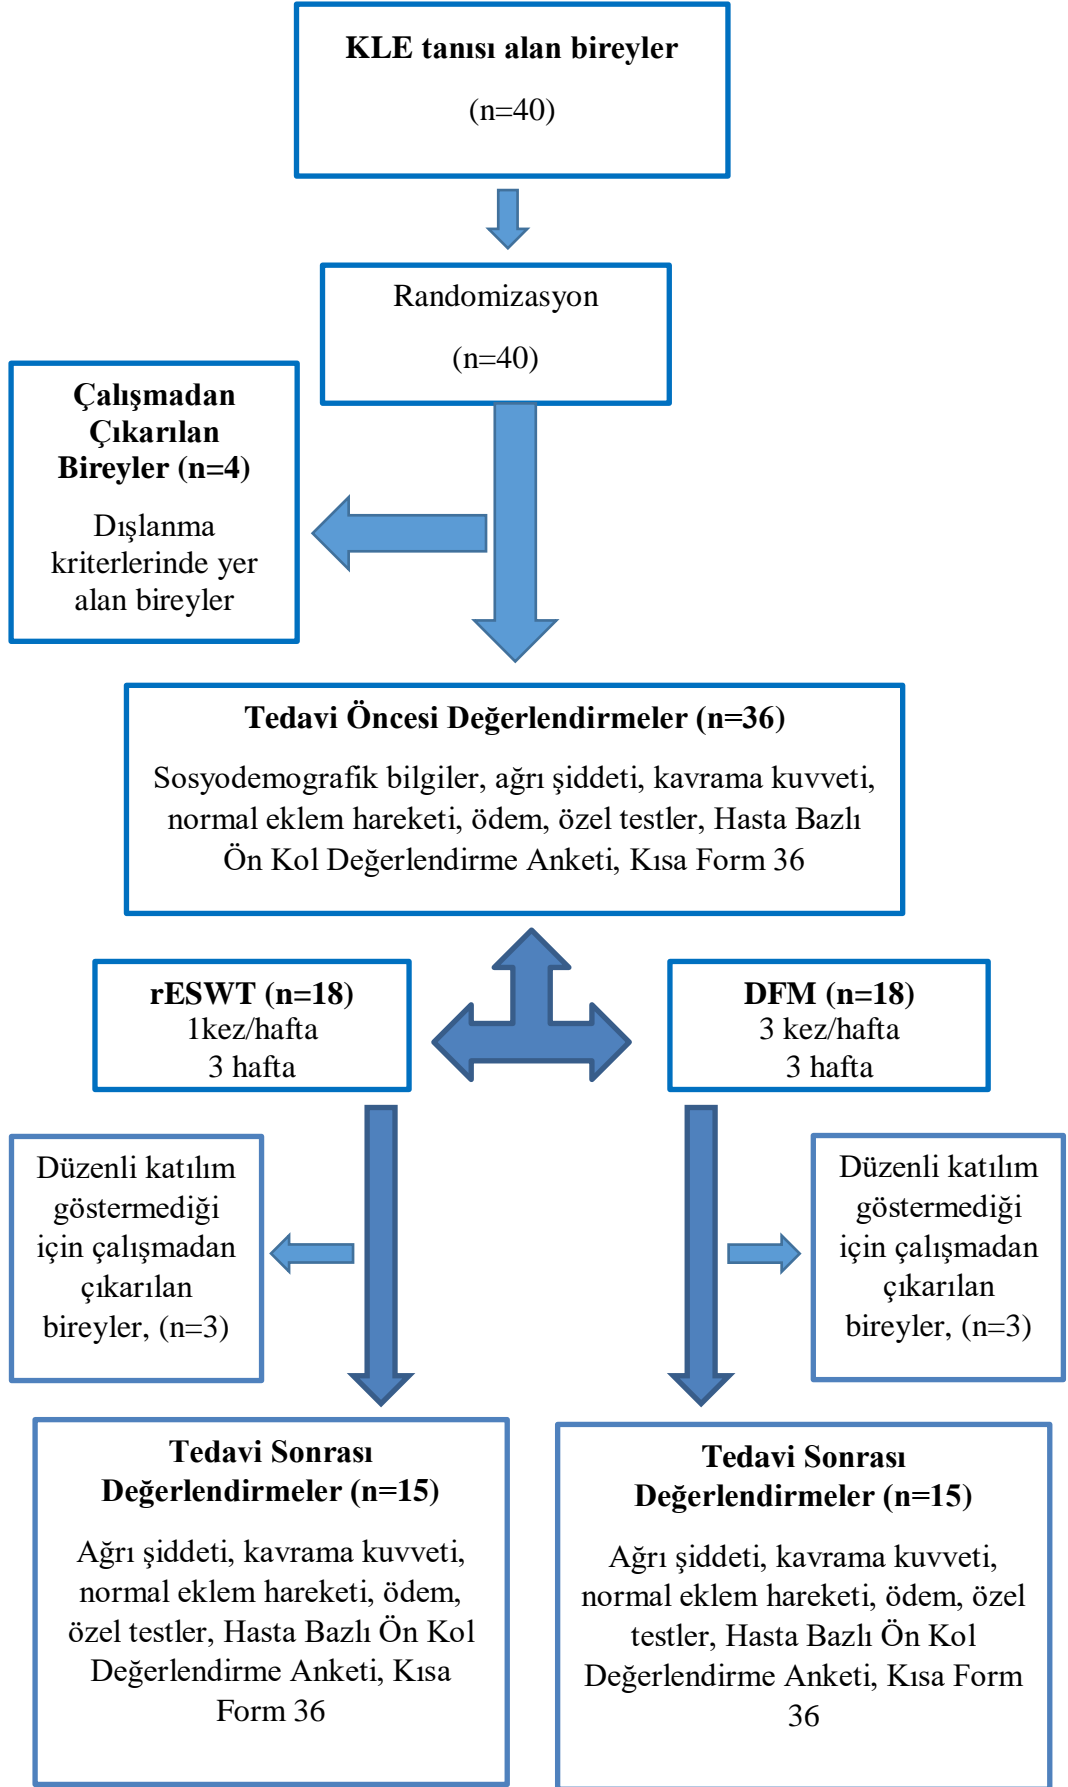 KLE tanısı alan bireyler
(n=40)
Randomizasyon
(n=40)
Çalışmadan
Çıkarılan
Bireyler (n=4)
Dışlanma
kriterlerinde yer
alan bireyler
Tedavi Öncesi Değerlendirmeler (n=36)
Sosyodemografik bilgiler, ağrı şiddeti, kavrama kuvveti,
normal eklem hareketi, ödem, özel testler, Hasta Bazlı
Ön Kol Değerlendirme Anketi, Kısa Form 36
rESWT (n=18)
1kez/hafta
3 hafta
DFM (n=18)
3 kez/hafta
3 hafta
Düzenli katılım
göstermediği
için çalışmadan
çıkarılan
bireyler, (n=3)
Düzenli katılım
göstermediği
için çalışmadan
çıkarılan
bireyler, (n=3)
Tedavi Sonrası
Değerlendirmeler (n=15)
Ağrı şiddeti, kavrama kuvveti,
normal eklem hareketi, ödem,
özel testler, Hasta Bazlı Ön Kol
Değerlendirme Anketi, Kısa
Form 36
Tedavi Sonrası
Değerlendirmeler (n=15)
Ağrı şiddeti, kavrama kuvveti,
normal eklem hareketi, ödem, özel
testler, Hasta Bazlı Ön Kol
Değerlendirme Anketi, Kısa Form
36